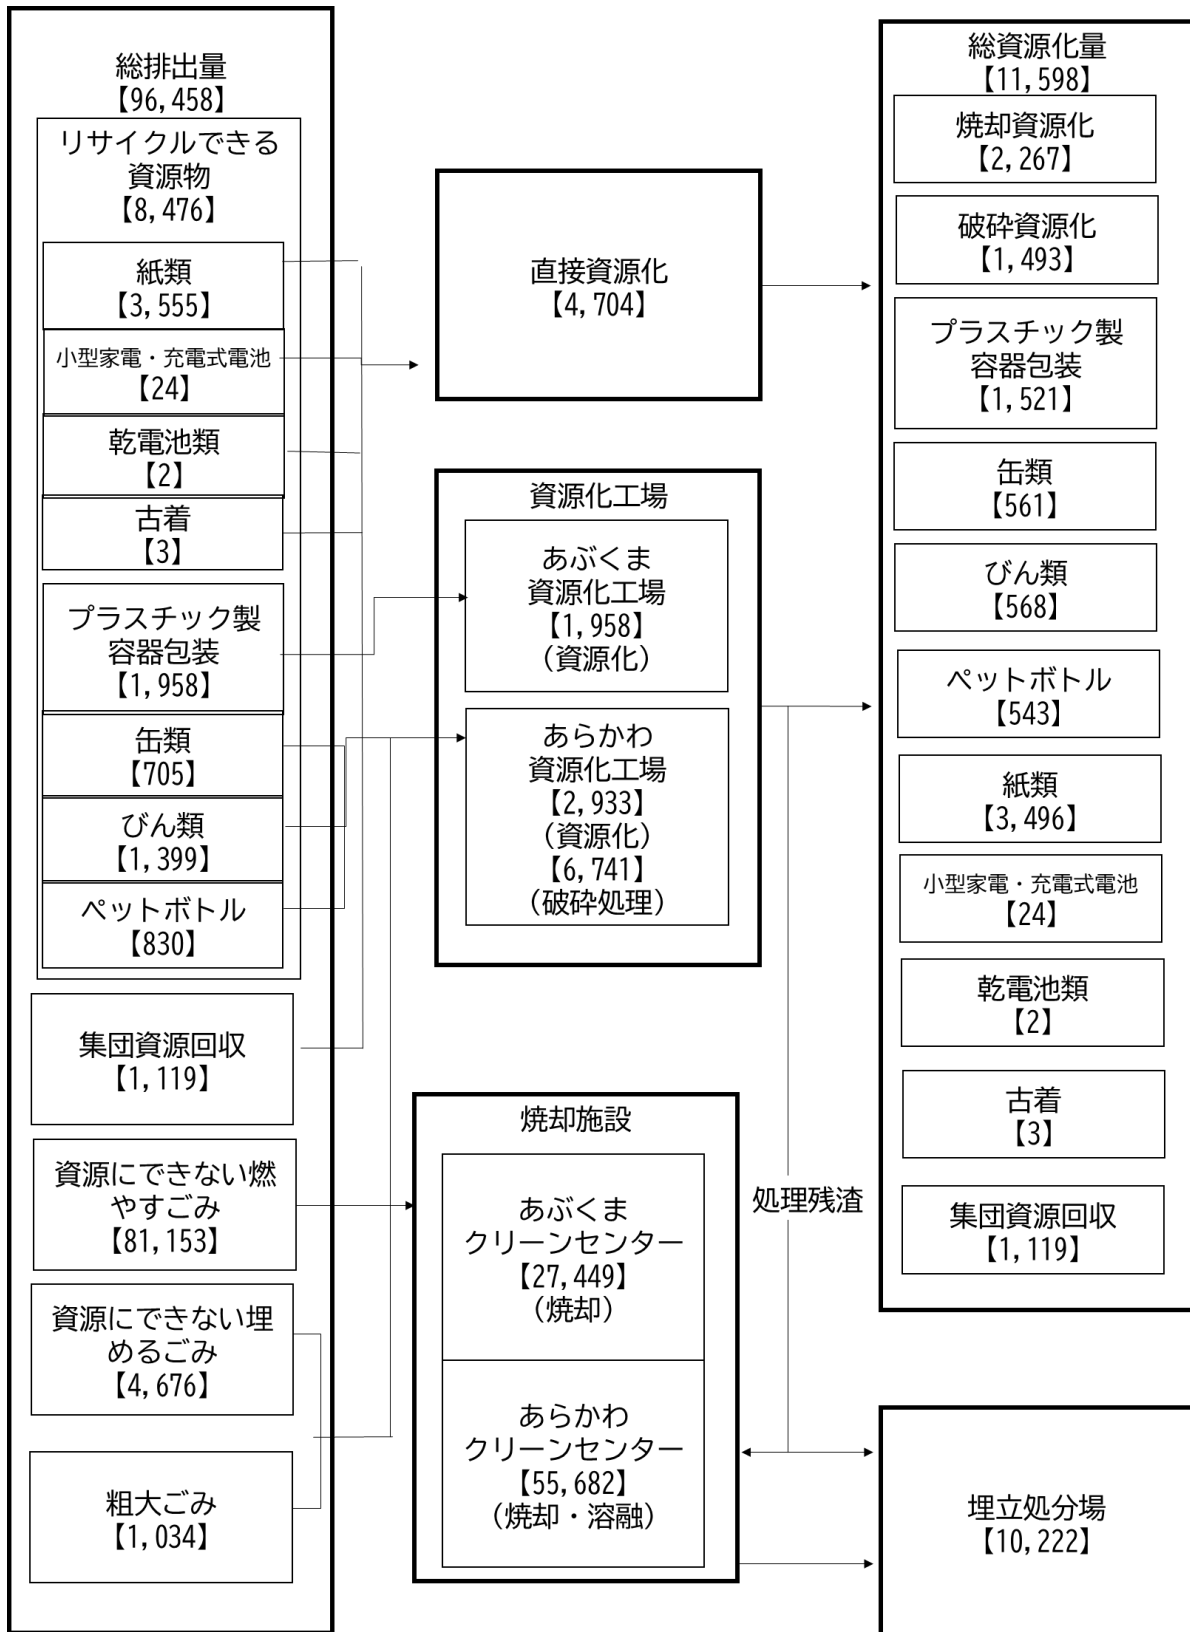 総排出量
【96,458】
リサイクルできる
資源物
【8,476】
紙類
【3,555】
小型家電・充電式電池
【24】
乾電池類
【2】
古着
【3】
プラスチック製
容器包装
【1,958】
缶類
【705】
びん類
【1,399】
ペットボトル
【830】
集団資源回収
【1,119】
資源にできない燃
やすごみ
【81,153】
資源にできない埋
めるごみ
【4,676】
粗大ごみ
【1,034】
直接資源化
【4,704】
資源化工場
あぶくま
資源化工場
【1,958】
（資源化）
あらかわ
資源化工場
【2,933】
（資源化）
【6,741】
（破砕処理）
焼却施設
あぶくま
クリーンセンター
【27,449】
（焼却）
あらかわ
クリーンセンター
【55,682】
（焼却・溶融）
処理残渣
総資源化量
【11,598】
焼却資源化
【2,267】
破砕資源化
【1,493】
プラスチック製
容器包装
【1,521】
缶類
【561】
びん類
【568】
ペットボトル
【543】
紙類
【3,496】
小型家電・充電式電池
【24】
乾電池類
【2】
古着
【3】
集団資源回収
【1,119】
埋立処分場
【10,222】